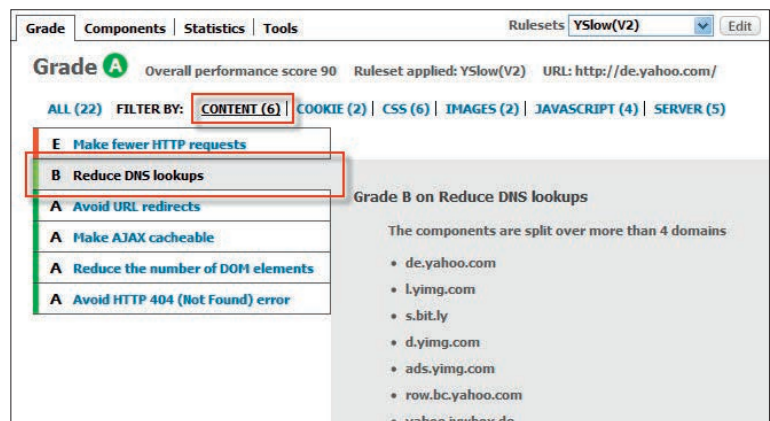 Grade Components Statistics Tools Rulesets YSlow(V2) Edit
Grade A Overall performance score 90 Ruleset applied: YSlow(V2) URL: http://de.yahoo.com/
ALL (22) FILTER BY: CONTENT (6) COOKIE (2) CSS (6) IMAGES (2) JAVASCRIPT (4) SERVER (5)
E Make fewer HTTP requests
B Reduce DNS lookups
A Avoid URL redirects
A Make AJAX cacheable
A Reduce the number of DOM elements
A Avoid HTTP 404 (Not Found) error
Grade B on Reduce DNS lookups
The components are split over more than 4 domains
• de.yahoo.com
• l.yimg.com
• s.bit.ly
• d.yimg.com
• ads.yimg.com
• row.bc.yahoo.com